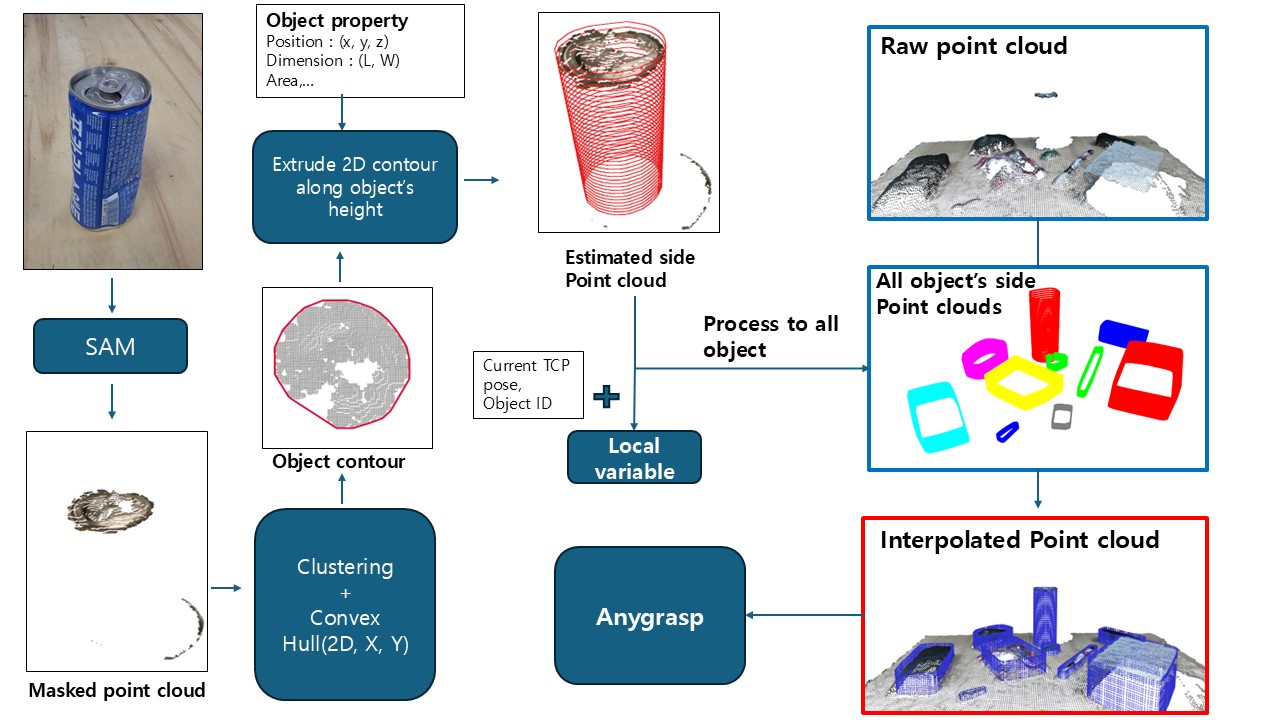 Object property
Position : (x, y, z)
Dimension : (L, W)
Area,...
Extrude 2D contour
along object's
height
SAM
Masked point cloud
Clustering
+
Convex
Hull(2D, X, Y)
Object contour
Estimated side
Point cloud
Current TCP
pose,
Object ID
Local
variable
Process to all
object
Raw point cloud
All object's side
Point clouds
Interpolated Point cloud
Anygrasp